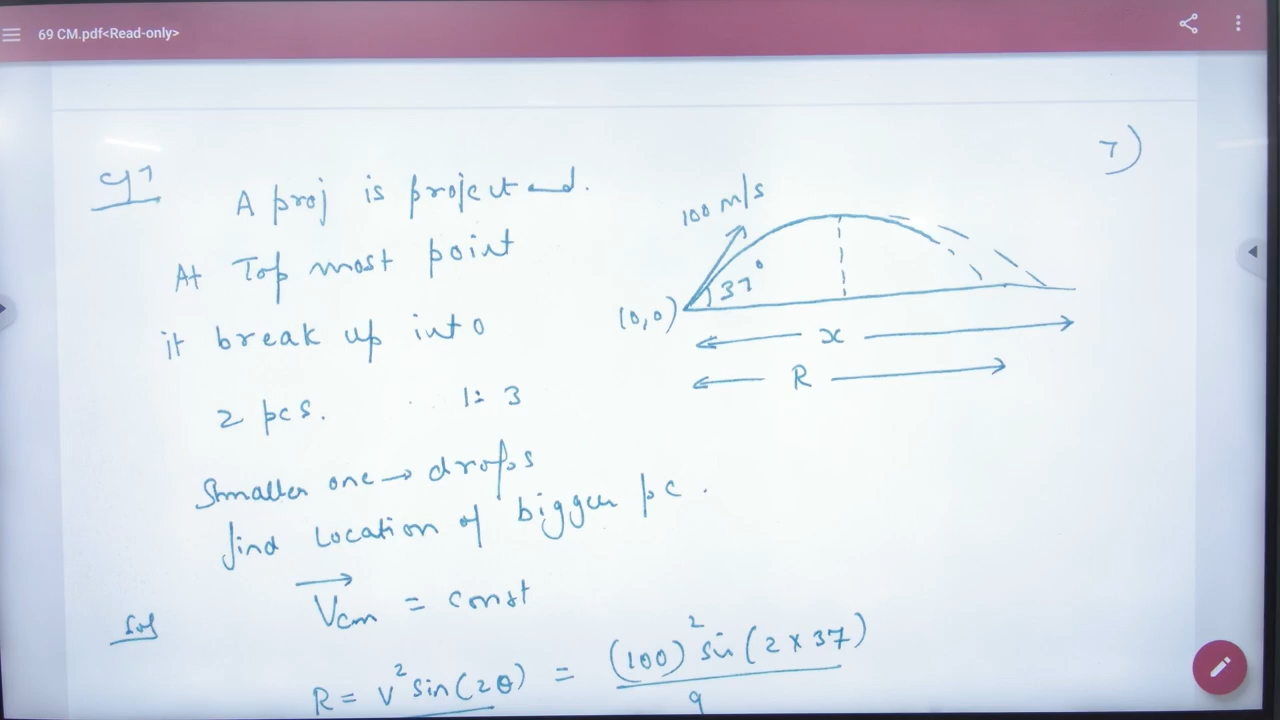 69 CM.pdf<Read-only>
7)
A proj is projected.
At Top most point
it break up into
2 pcs. 1:3
Smaller one → drops
find Location of bigger pc.
100 m/s
37°
(0,0)
x
R
Sol
Vcm = const
R = v² sin(2θ) = (100)² sin(2×37)
g